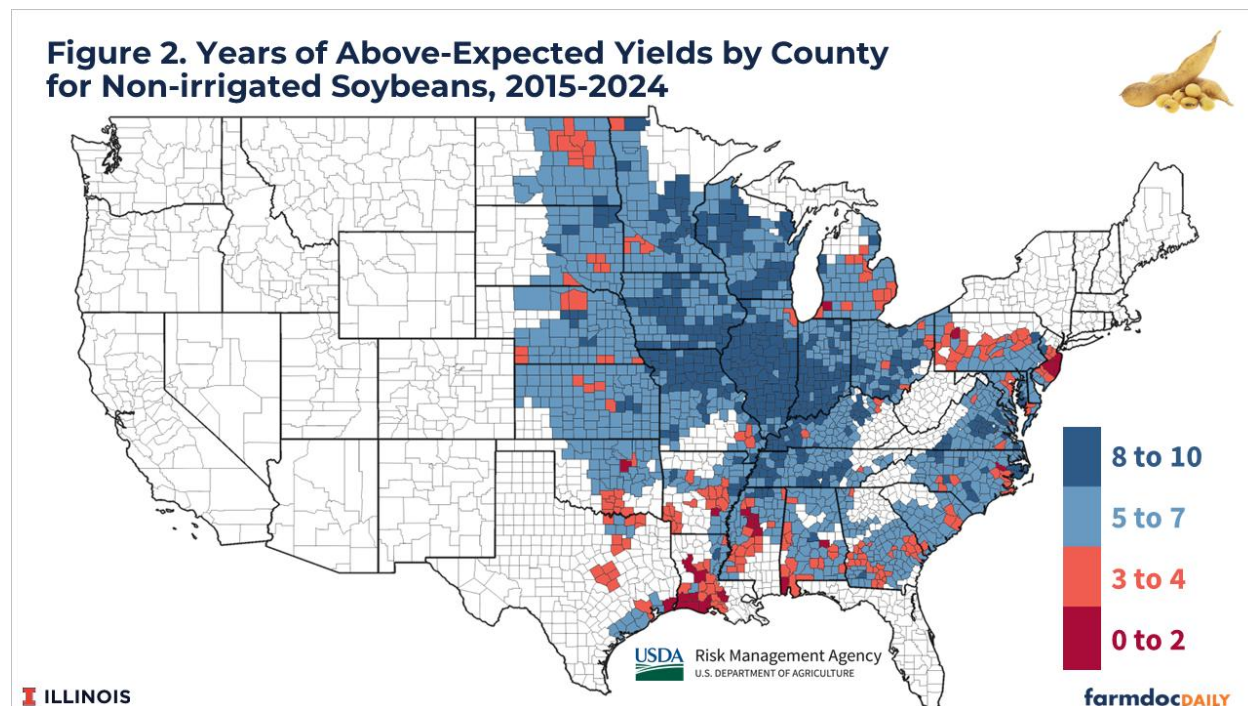 Figure 2. Years of Above-Expected Yields by County
for Non-irrigated Soybeans, 2015-2024
8 to 10
5 to 7
3 to 4
0 to 2
USDA Risk Management Agency
U.S. DEPARTMENT OF AGRICULTURE
I ILLINOIS
farmdocDAILY